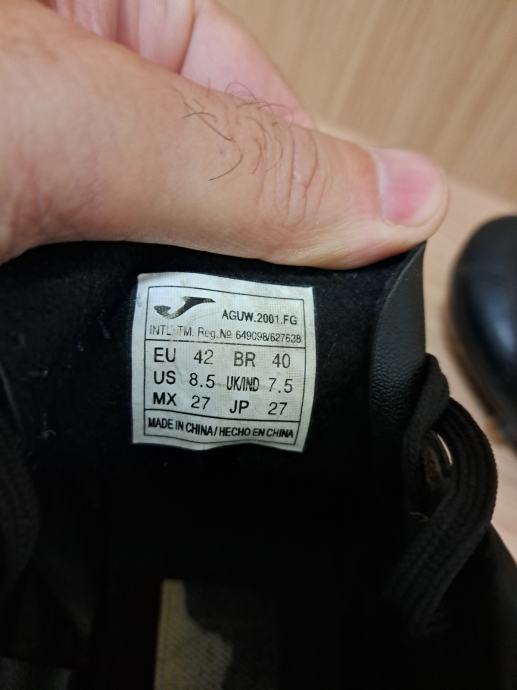 AGUW.2001.FG
INTL. TM. Reg.Nº 649098/627638
EU 42 BR 40
US 8.5 UK/IND 7.5
MX 27 JP 27
MADE IN CHINA / HECHO EN CHINA